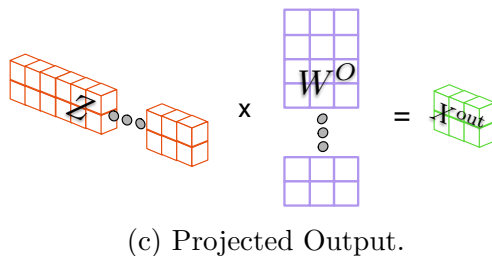 Z x W^O = X^out
(c) Projected Output.